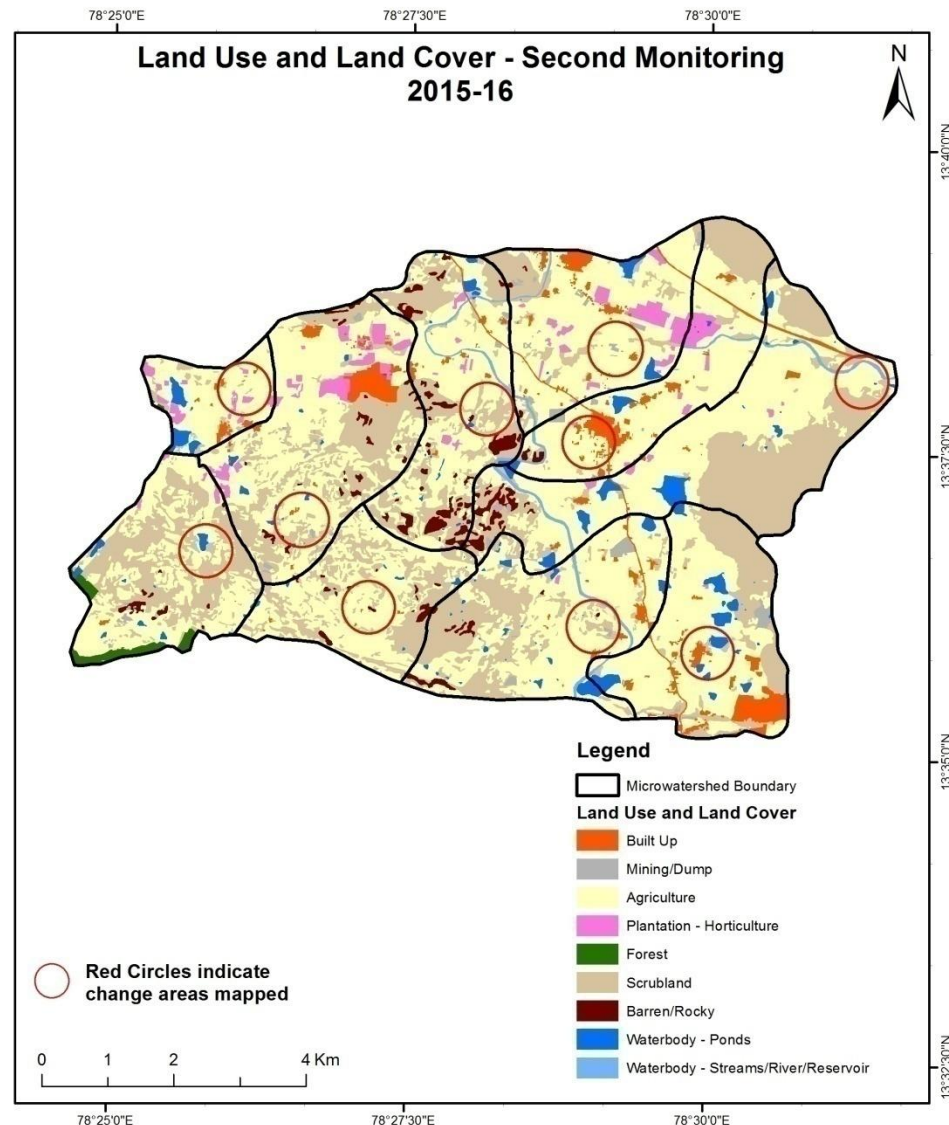 78°25'0"E
78°27'30"E
78°30'0"E
Land Use and Land Cover - Second Monitoring
2015-16
N
13°40'0"N
13°37'30"N
13°35'0"N
13°32'30"N
Legend
Microwatershed Boundary
Land Use and Land Cover
Built Up
Mining/Dump
Agriculture
Plantation - Horticulture
Forest
Scrubland
Barren/Rocky
Waterbody - Ponds
Waterbody - Streams/River/Reservoir
Red Circles indicate
change areas mapped
0 1 2 4 Km
78°25'0"E
78°27'30"E
78°30'0"E